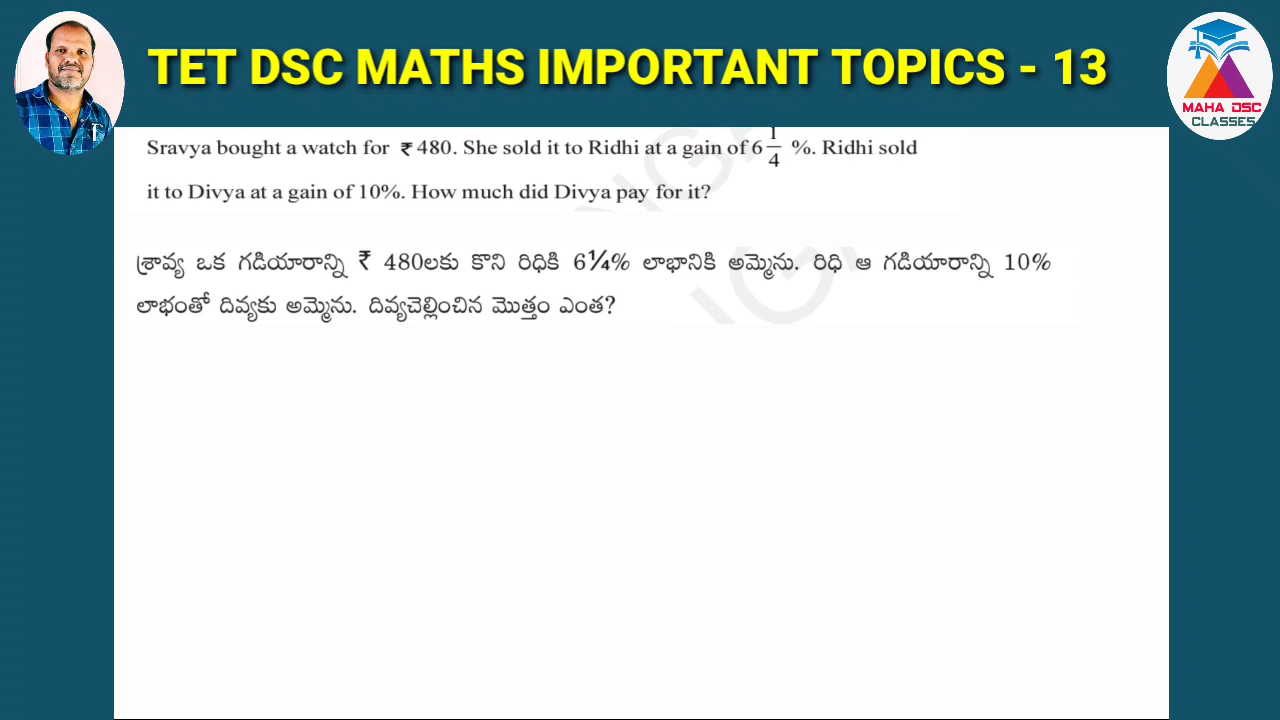 TET DSC MATHS IMPORTANT TOPICS - 13
MAHA DSC
CLASSES
Sravya bought a watch for ₹480. She sold it to Ridhi at a gain of 6 1/4 %. Ridhi sold
it to Divya at a gain of 10%. How much did Divya pay for it?
శ్రావ్య ఒక గడియారాన్ని ₹ 480లకు కొని రిధికి 6¼% లాభానికి అమ్మెను. రిధి ఆ గడియారాన్ని 10%
లాభంతో దివ్యకు అమ్మెను. దివ్యచెల్లించిన మొత్తం ఎంత?